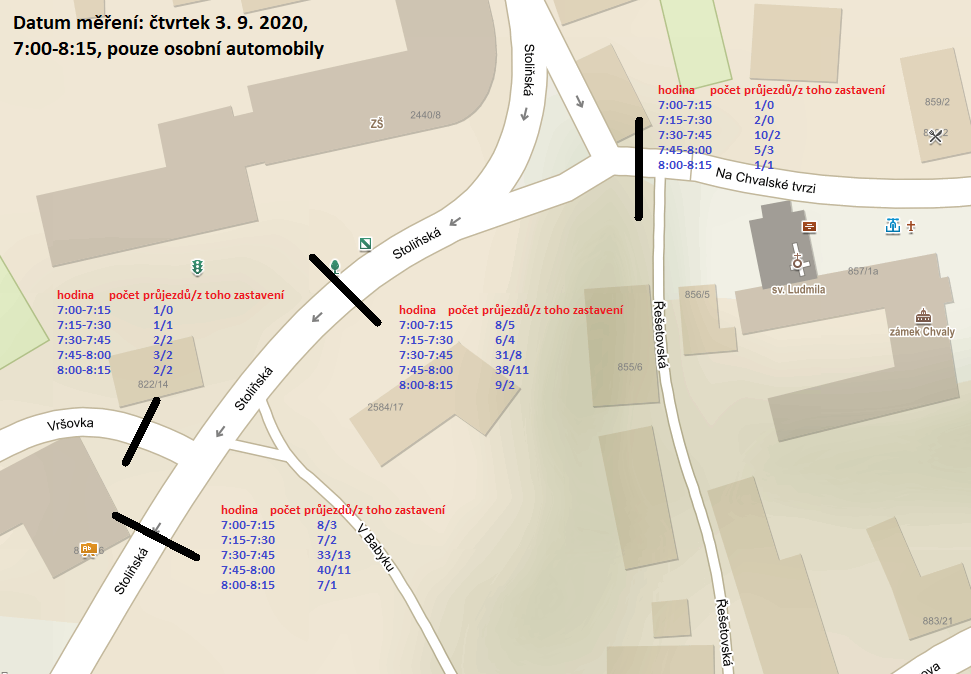 Datum měření: čtvrtek 3. 9. 2020,
7:00-8:15, pouze osobní automobily
Stoliňská
ZŠ
2440/8
hodina počet průjezdů/z toho zastavení
7:00-7:15 1/0
7:15-7:30 2/0
7:30-7:45 10/2
7:45-8:00 5/3
8:00-8:15 1/1
859/2
Na Chvalské tvrzi
Stoliňská
sv. Ludmila
857/1a
zámek Chvaly
856/5
Řešetovská
855/6
hodina počet průjezdů/z toho zastavení
7:00-7:15 1/0
7:15-7:30 1/1
7:30-7:45 2/2
7:45-8:00 3/2
8:00-8:15 2/2
822/14
hodina počet průjezdů/z toho zastavení
7:00-7:15 8/5
7:15-7:30 6/4
7:30-7:45 31/8
7:45-8:00 38/11
8:00-8:15 9/2
2584/17
Stoliňská
Vršovka
hodina počet průjezdů/z toho zastavení
7:00-7:15 8/3
7:15-7:30 7/2
7:30-7:45 33/13
7:45-8:00 40/11
8:00-8:15 7/1
V Babyku
Stoliňská
Řešetovská
883/21
ova